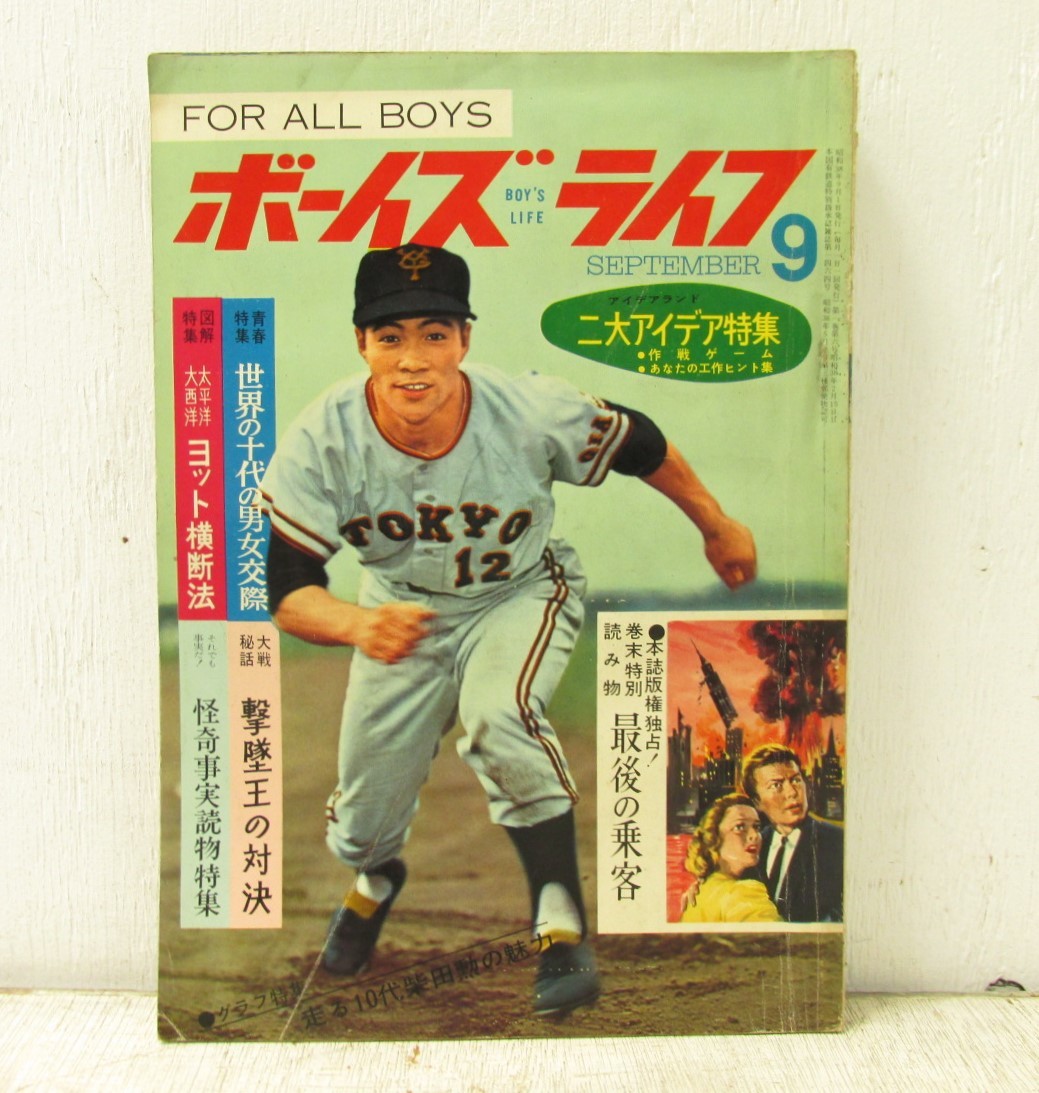 FOR ALL BOYS
ボーイズライフ
BOY'S
LIFE
SEPTEMBER 9
アイデアランド
二大アイデア特集
●作戦ゲーム
●あなたの工作ヒント集
青春
特集
世界の十代の男女交際
図解
特集
太平洋
大西洋
ヨット横断法
大戦
秘話
撃墜王の対決
それでも
事実だ!
怪奇事実読物特集
TOKYO
12
●本誌版権独占!
巻末特別
読み物
最後の乗客
●グラフ特集
走る10代柴田勲の魅力